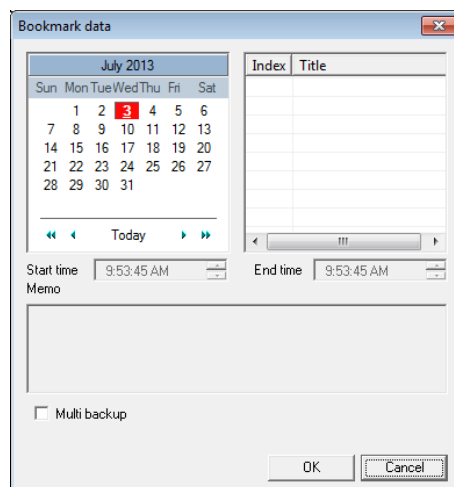 Bookmark data
July 2013
Sun Mon Tue Wed Thu Fri Sat
1 2 3 4 5 6
7 8 9 10 11 12 13
14 15 16 17 18 19 20
21 22 23 24 25 26 27
28 29 30 31
Today
Index Title
Start time 9:53:45 AM
End time 9:53:45 AM
Memo
Multi backup
OK Cancel